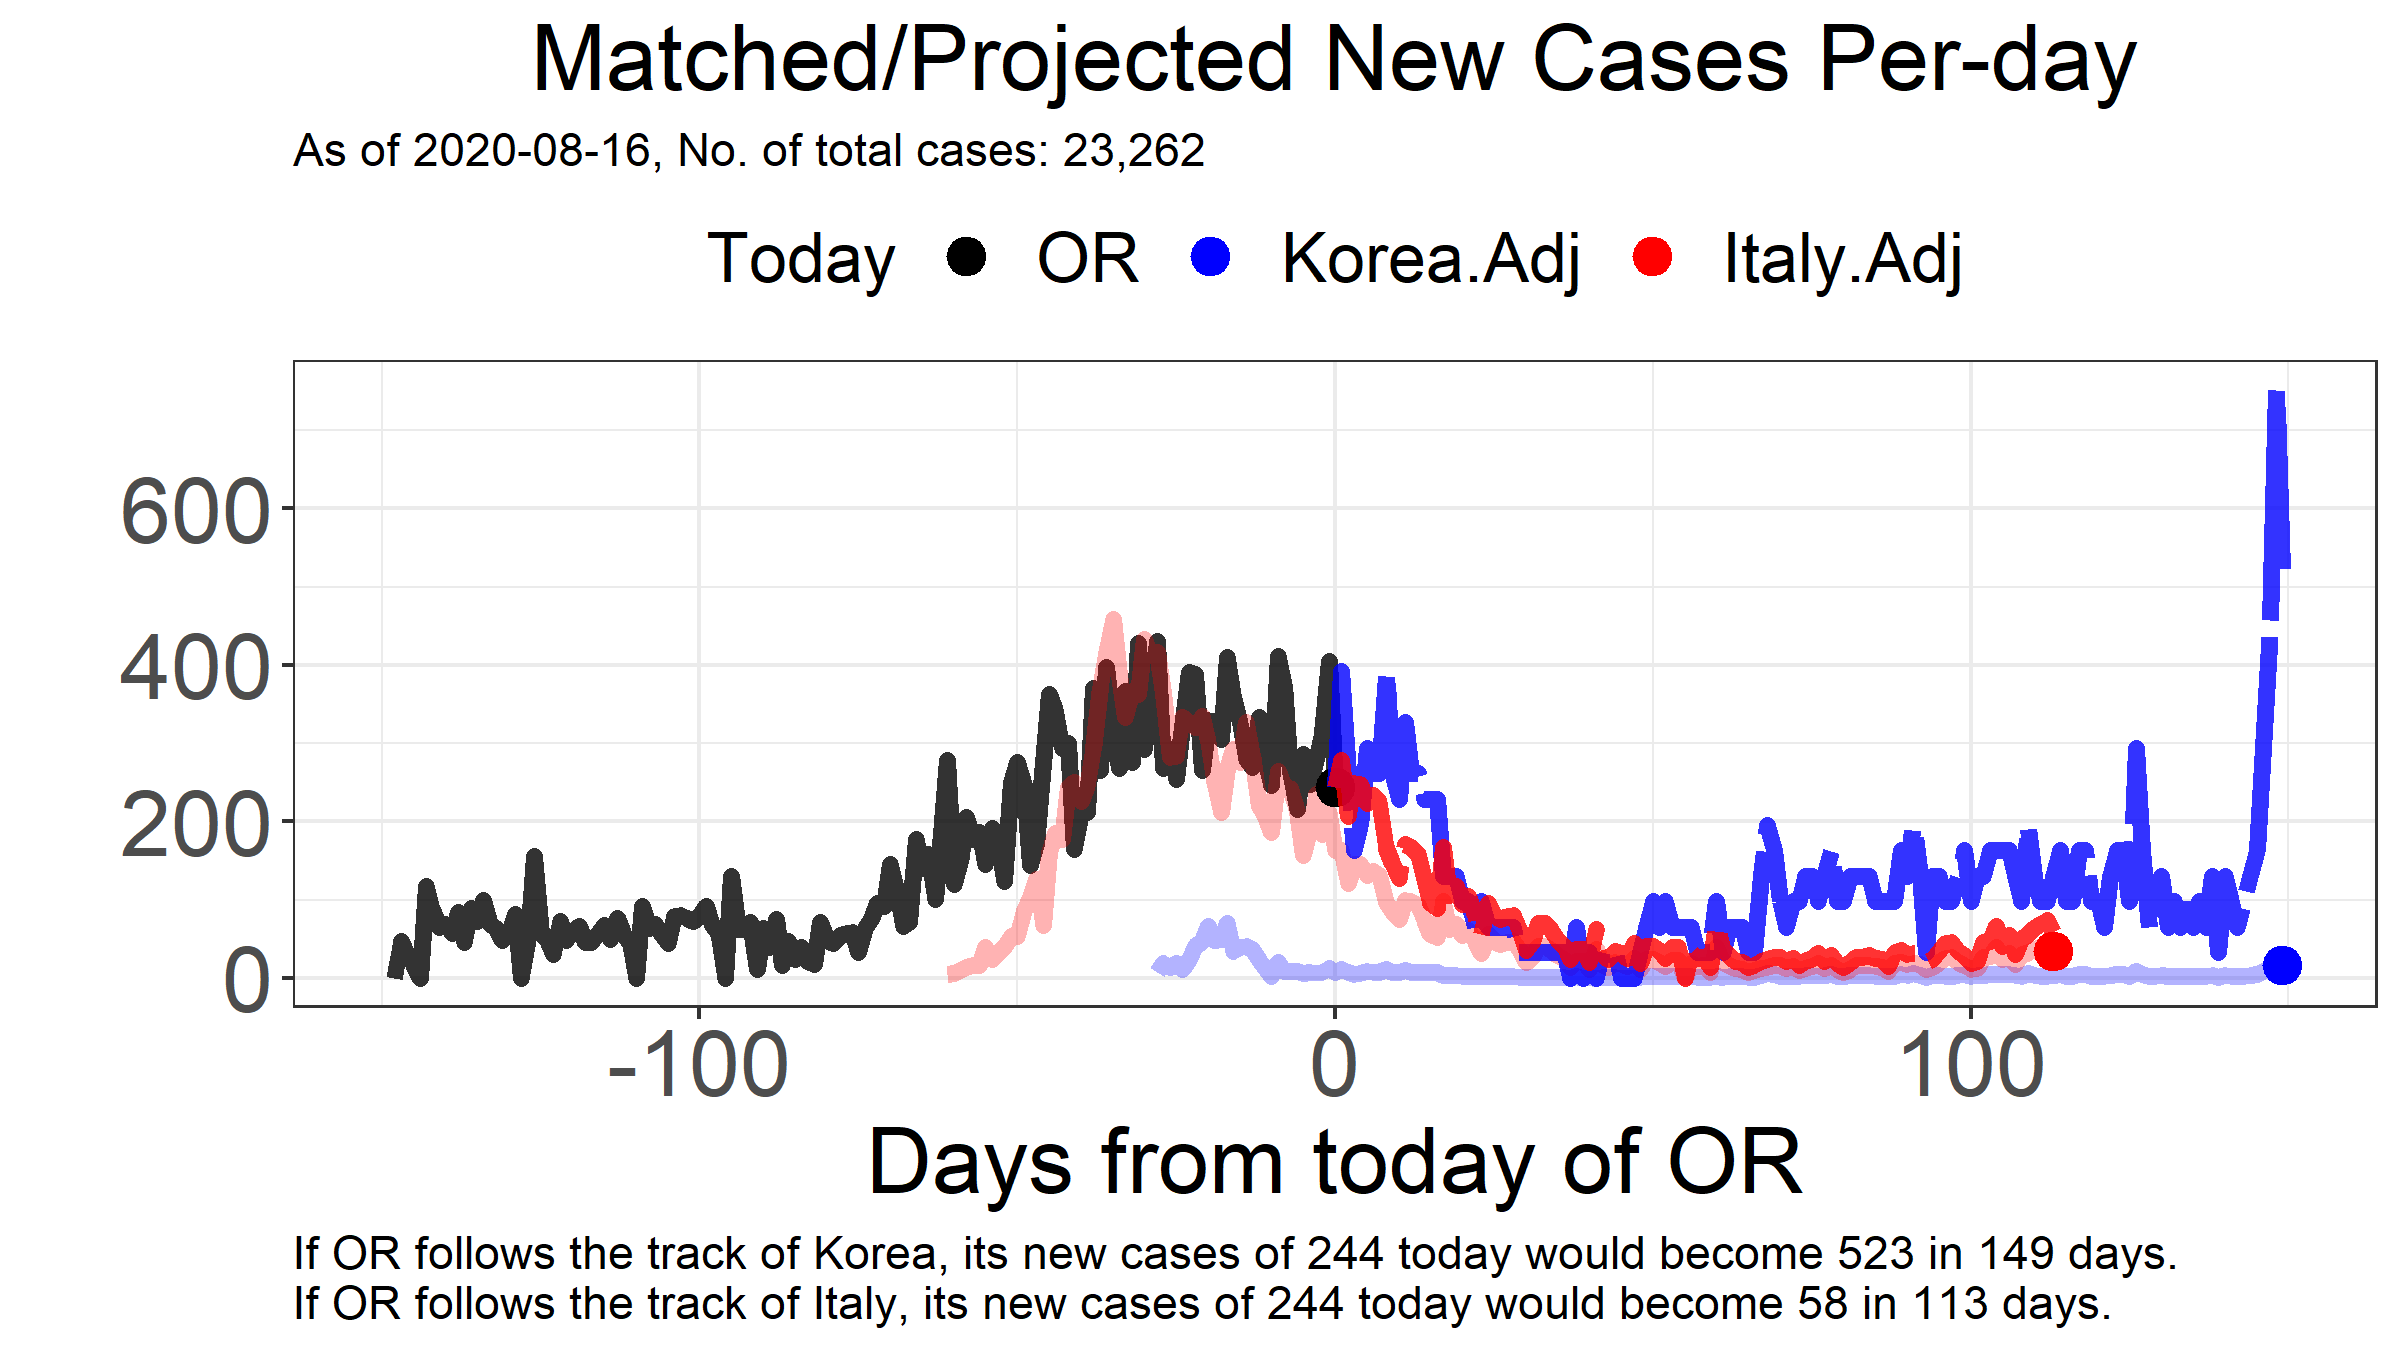 Matched/Projected New Cases Per-day
As of 2020-08-16, No. of total cases: 23,262
Today OR Korea.Adj Italy.Adj
600
400
200
0
-100 0 100
Days from today of OR
If OR follows the track of Korea, its new cases of 244 today would become 523 in 149 days.
If OR follows the track of Italy, its new cases of 244 today would become 58 in 113 days.